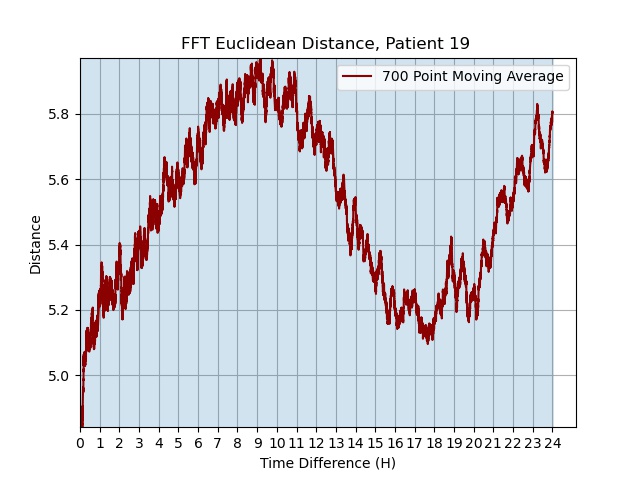 FFT Euclidean Distance, Patient 19
700 Point Moving Average
5.8
5.6
5.4
5.2
5.0
Distance
0 1 2 3 4 5 6 7 8 9 10 11 12 13 14 15 16 17 18 19 20 21 22 23 24
Time Difference (H)